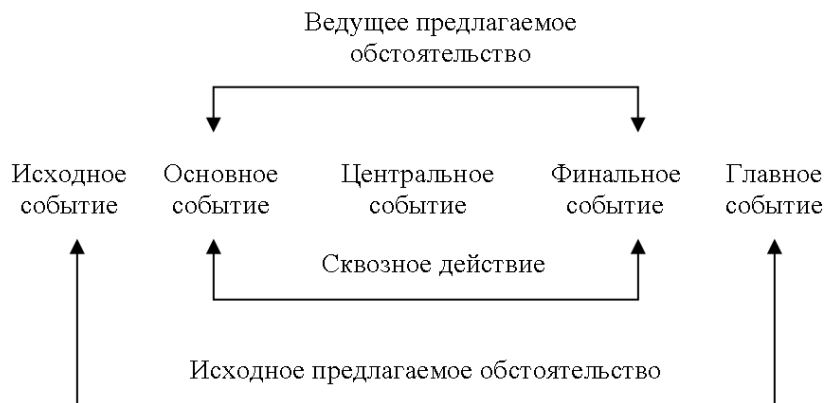 Ведущее предлагаемое
обстоятельство
Исходное событие
Основное событие
Центральное событие
Финальное событие
Главное событие
Сквозное действие
Исходное предлагаемое обстоятельство